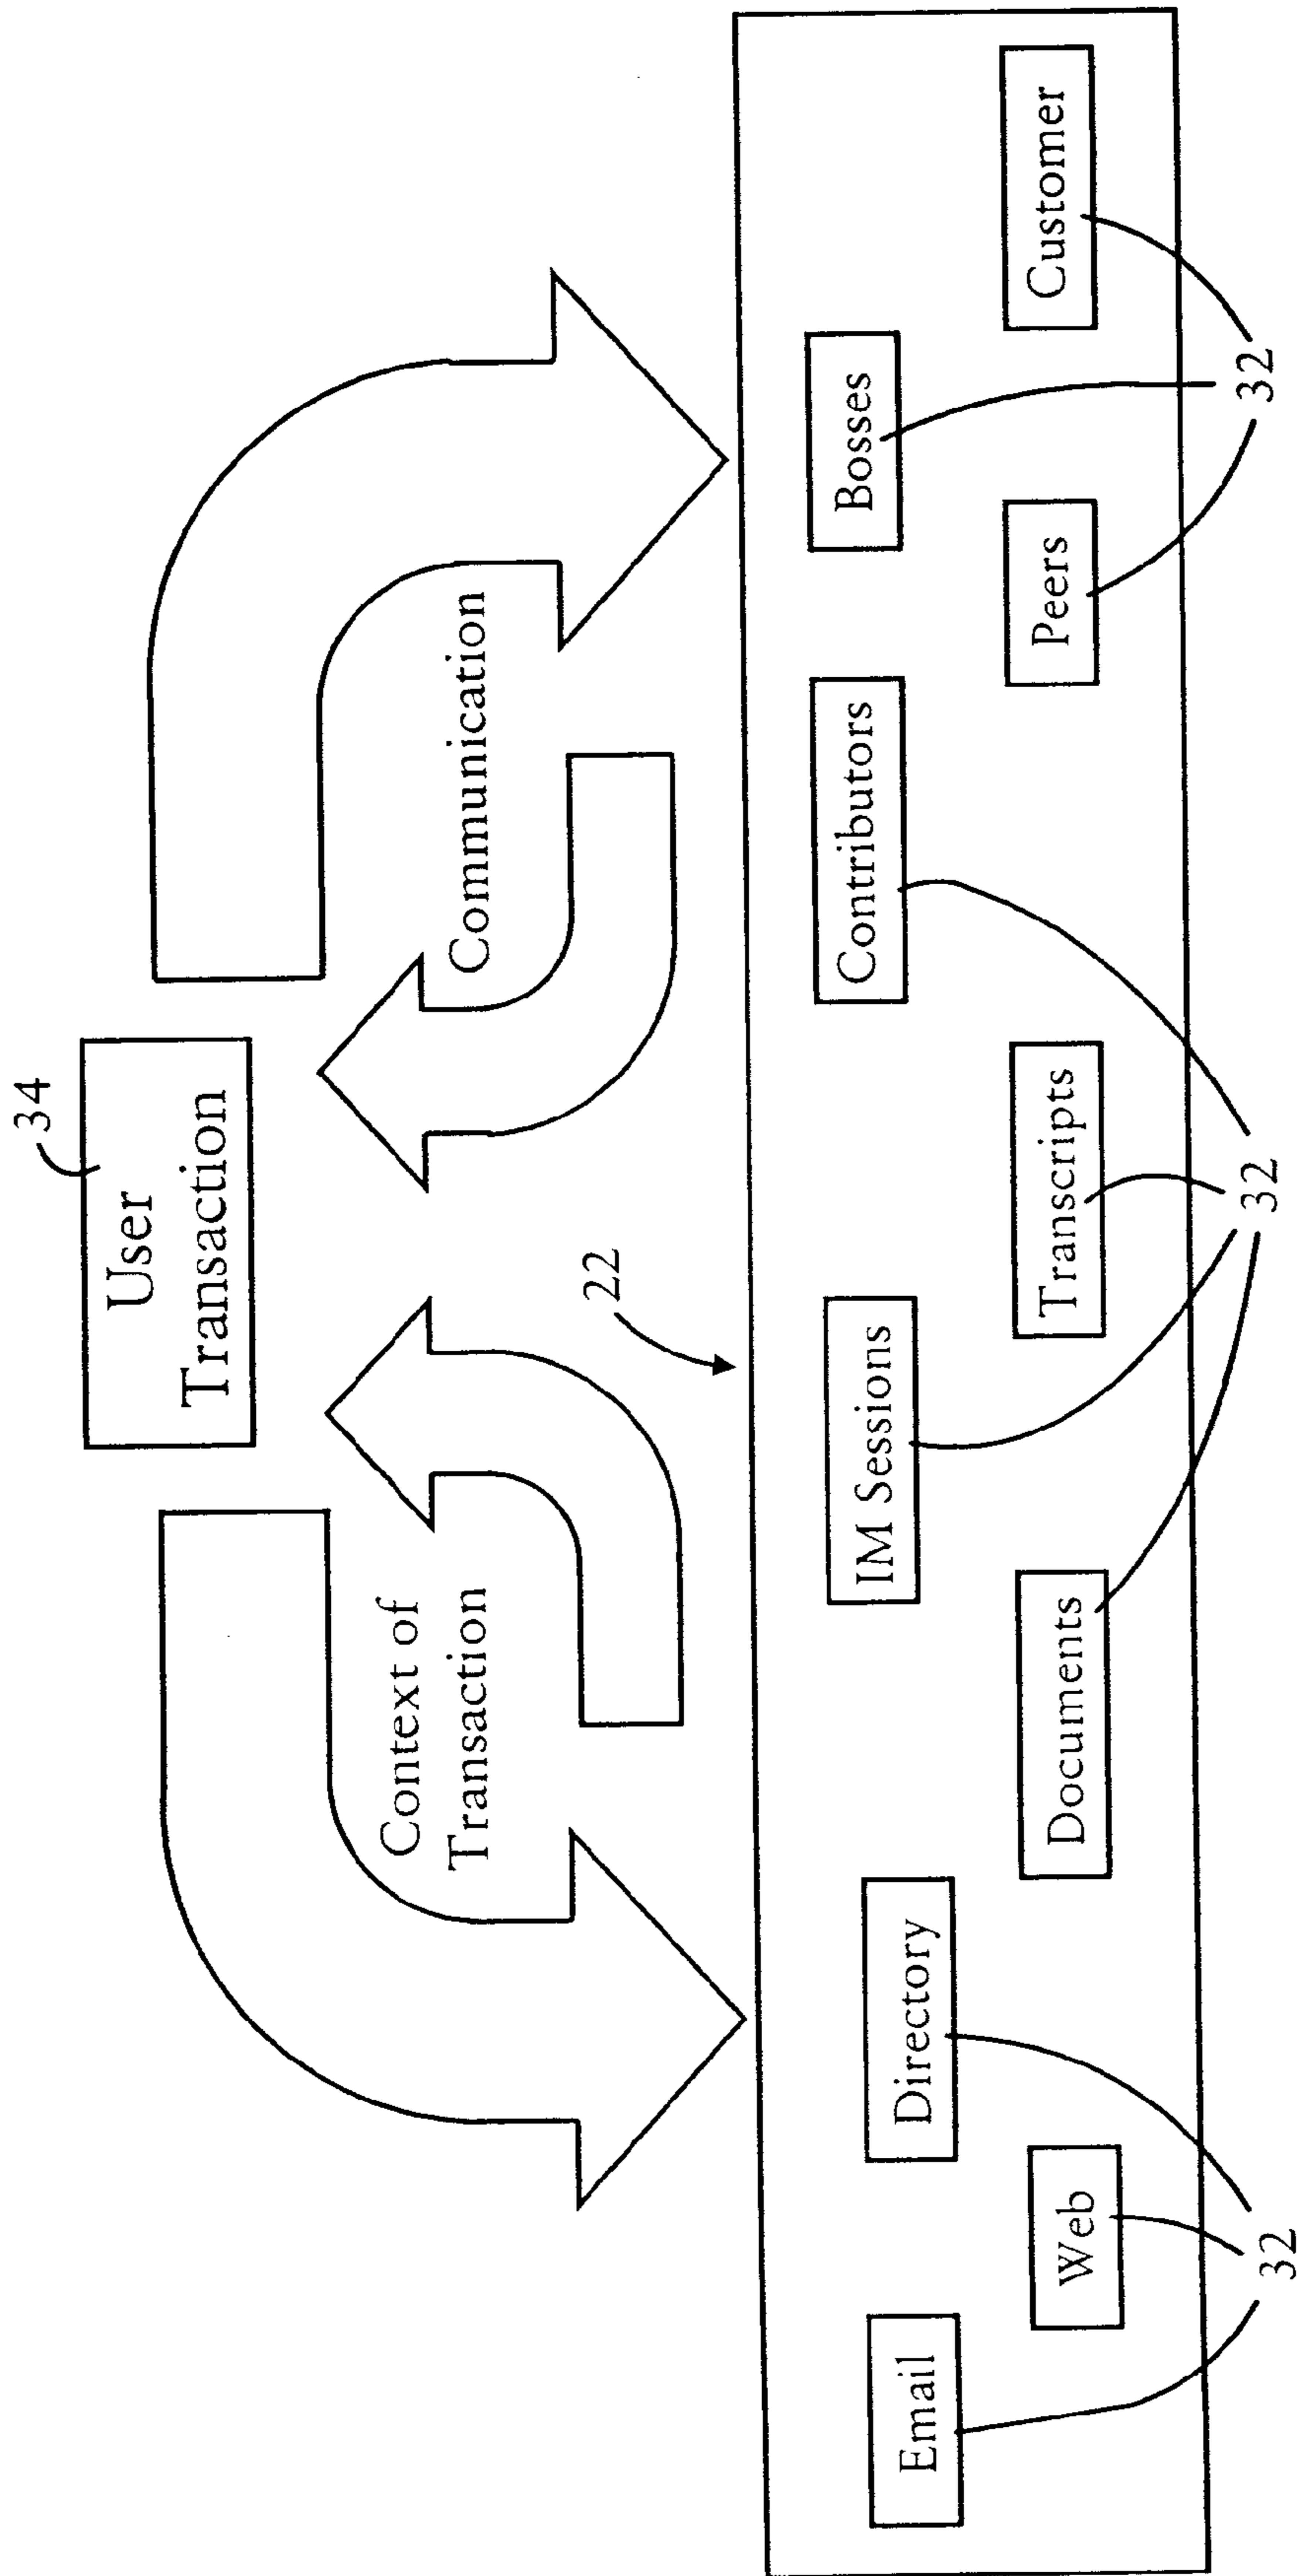 34
User
Transaction
Context of
Transaction
Communication
22
Email
Directory
IM Sessions
Contributors
Bosses
Web
Documents
Transcripts
Peers
Customer
32
32
32